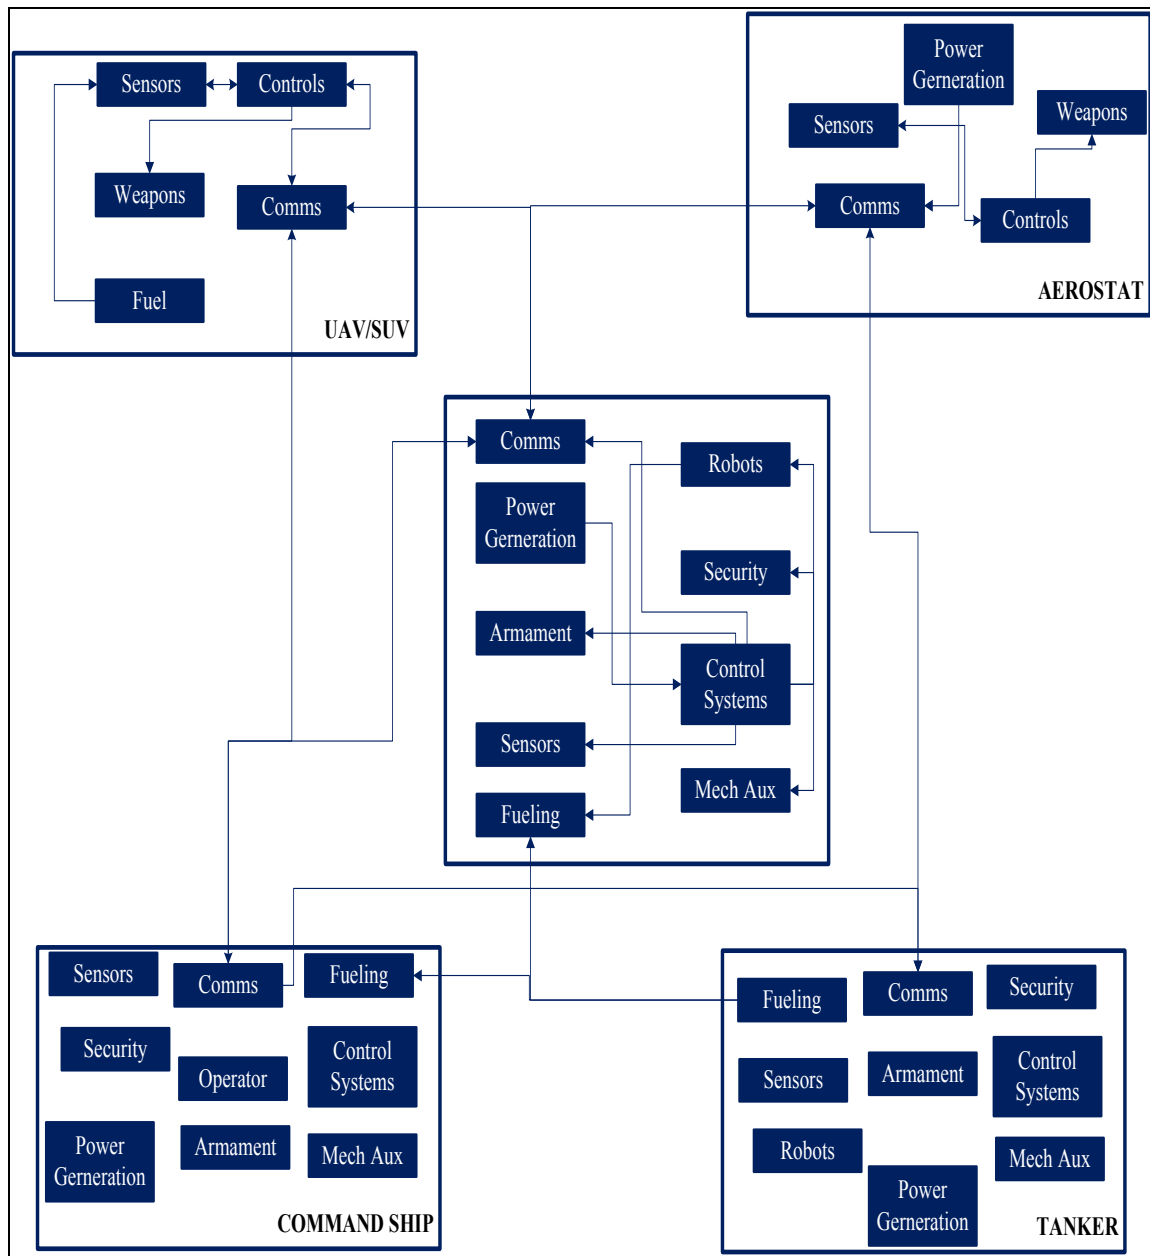 Sensors
Controls
Weapons
Comms
Fuel
UAV/SUV
Power
Gerneration
Sensors
Weapons
Comms
Controls
AEROSTAT
Comms
Robots
Power
Gerneration
Security
Armament
Control
Systems
Sensors
Mech Aux
Fueling
Sensors
Comms
Fueling
Security
Operator
Control
Systems
Power
Gerneration
Armament
Mech Aux
COMMAND SHIP
Fueling
Comms
Security
Sensors
Armament
Control
Systems
Robots
Mech Aux
Power
Gerneration
TANKER